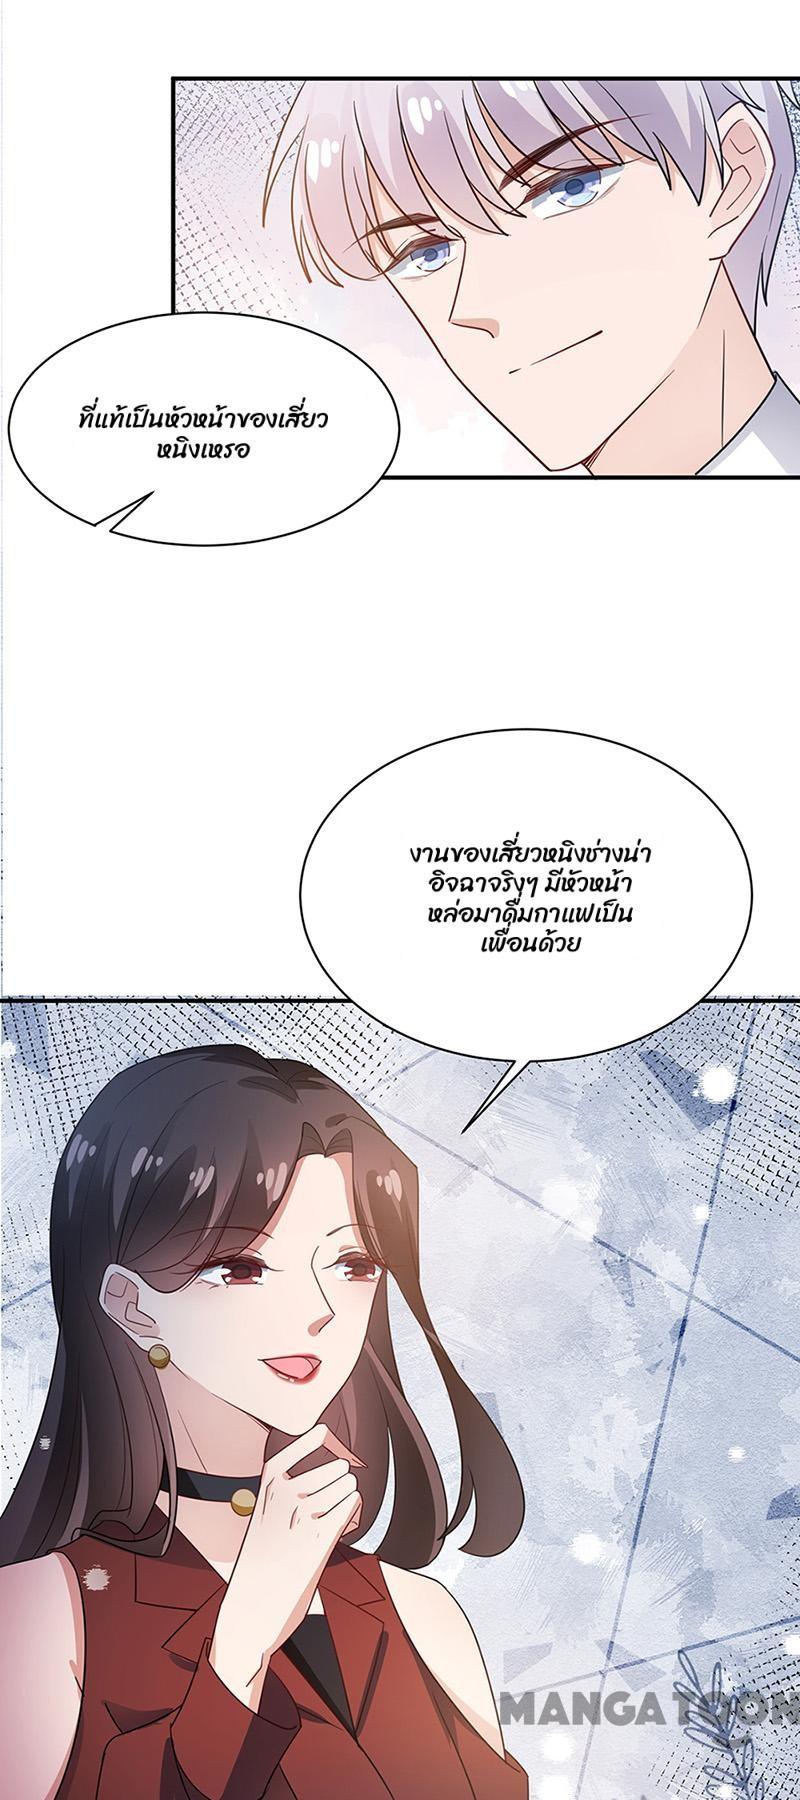 ที่แท้เป็นหัวหน้าของเสี่ยว
หนิงเหรอ
งานของเสี่ยวหนิงช่างน่า
อิจฉาจริงๆ มีหัวหน้า
หล่อมาดื่มกาแฟเป็น
เพื่อนด้วย
MANGATOON